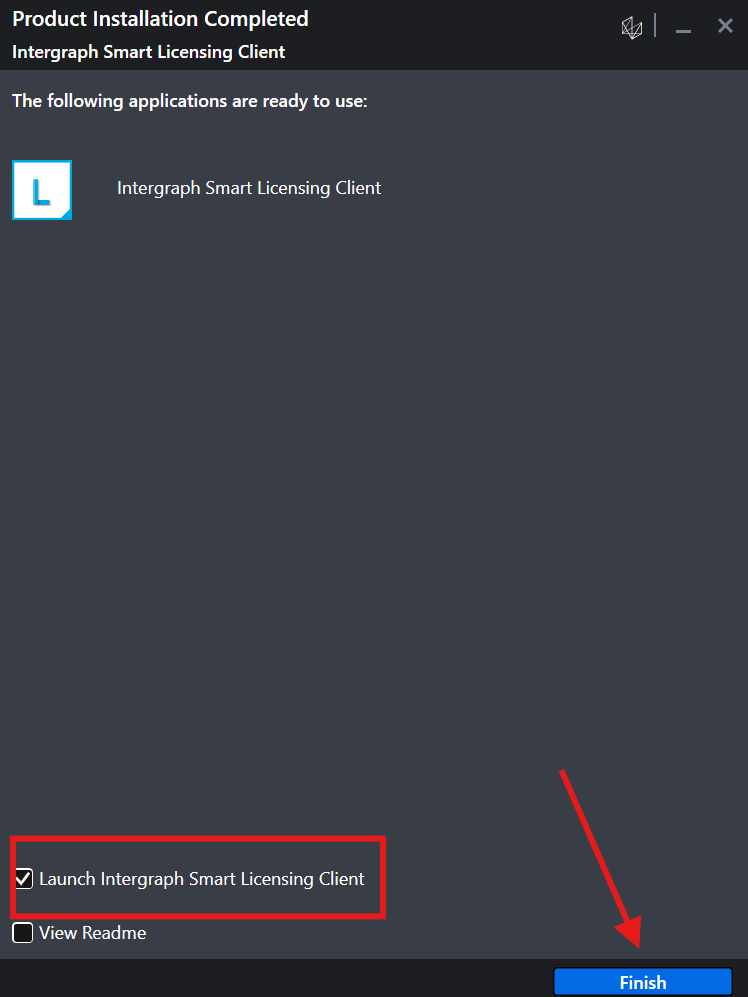 Product Installation Completed
Intergraph Smart Licensing Client
The following applications are ready to use:
L
Intergraph Smart Licensing Client
Launch Intergraph Smart Licensing Client
View Readme
Finish